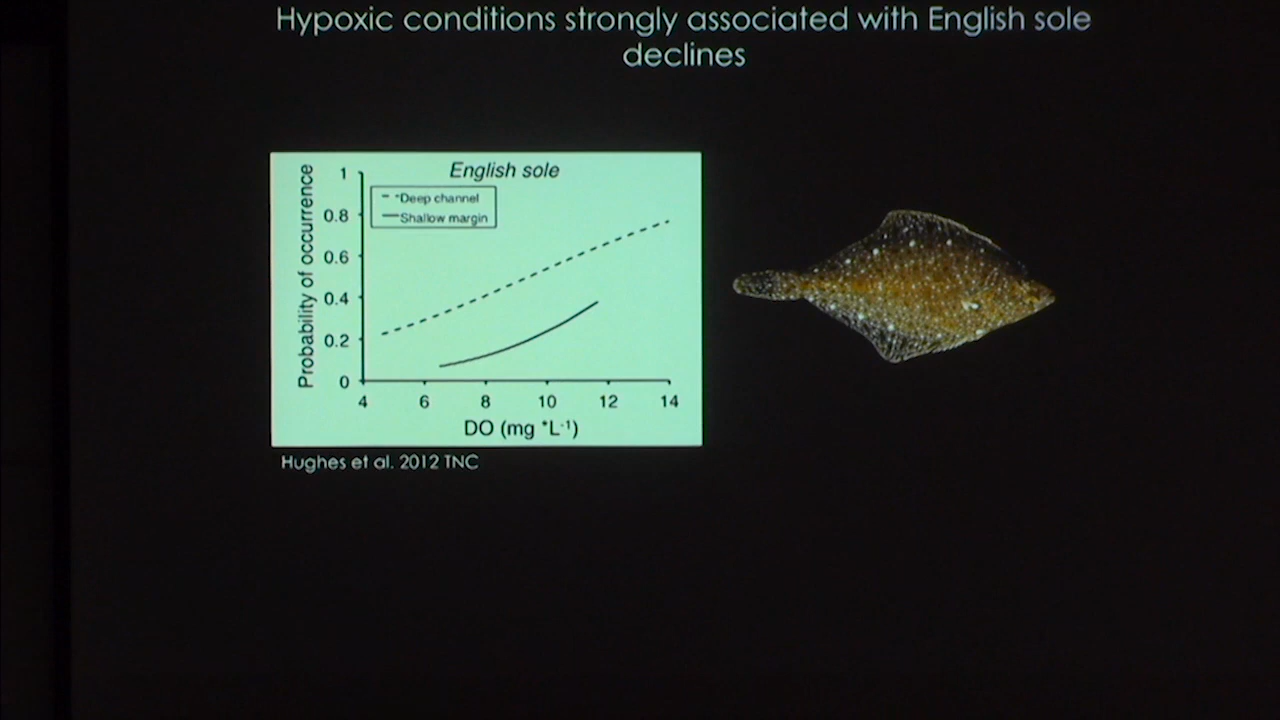 Hypoxic conditions strongly associated with English sole
declines
English sole
Probability of occurrence
1
0.8
0.6
0.4
0.2
0
Deep channel
Shallow margin
4 6 8 10 12 14
DO (mg *L-1)
Hughes et al. 2012 TNC